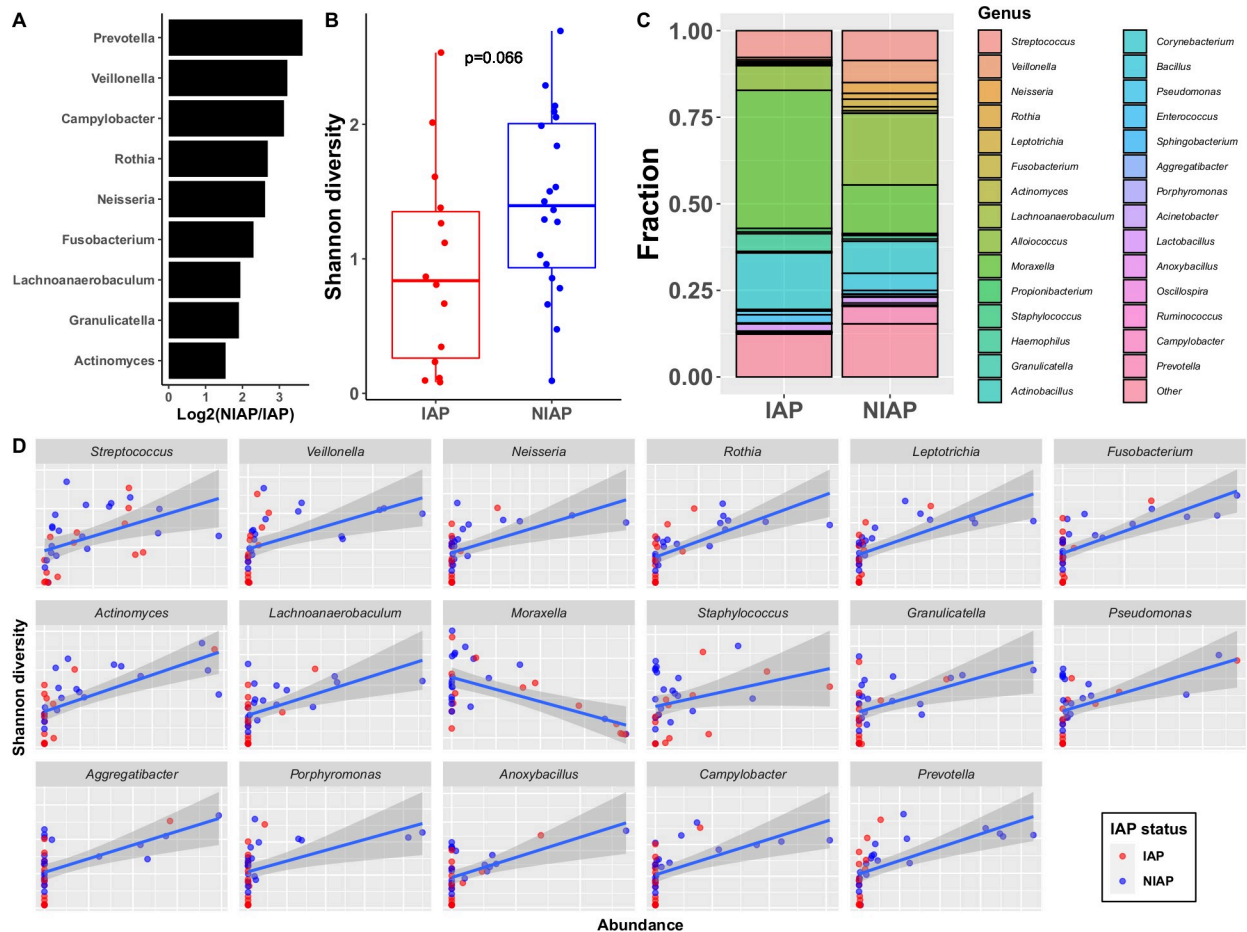 A
Prevotella
Veillonella
Campylobacter
Rothia
Neisseria
Fusobacterium
Lachnoanaerobaculum
Granulicatella
Actinomyces
0 1 2 3
Log2(NIAP/IAP)
B
p=0.066
Shannon diversity
2
1
0
IAP NIAP
C
Fraction
1.00
0.75
0.50
0.25
0.00
IAP NIAP
Genus
Streptococcus
Veillonella
Neisseria
Rothia
Leptotrichia
Fusobacterium
Actinomyces
Lachnoanaerobaculum
Alloiococcus
Moraxella
Propionibacterium
Staphylococcus
Haemophilus
Granulicatella
Actinobacillus
Corynebacterium
Bacillus
Pseudomonas
Enterococcus
Sphingobacterium
Aggregatibacter
Porphyromonas
Acinetobacter
Lactobacillus
Anoxybacillus
Oscillospira
Ruminococcus
Campylobacter
Prevotella
Other
D
Streptococcus Veillonella Neisseria Rothia Leptotrichia Fusobacterium
Shannon diversity
Actinomyces Lachnoanaerobaculum Moraxella Staphylococcus Granulicatella Pseudomonas
Aggregatibacter Porphyromonas Anoxybacillus Campylobacter Prevotella
IAP status
IAP
NIAP
Abundance